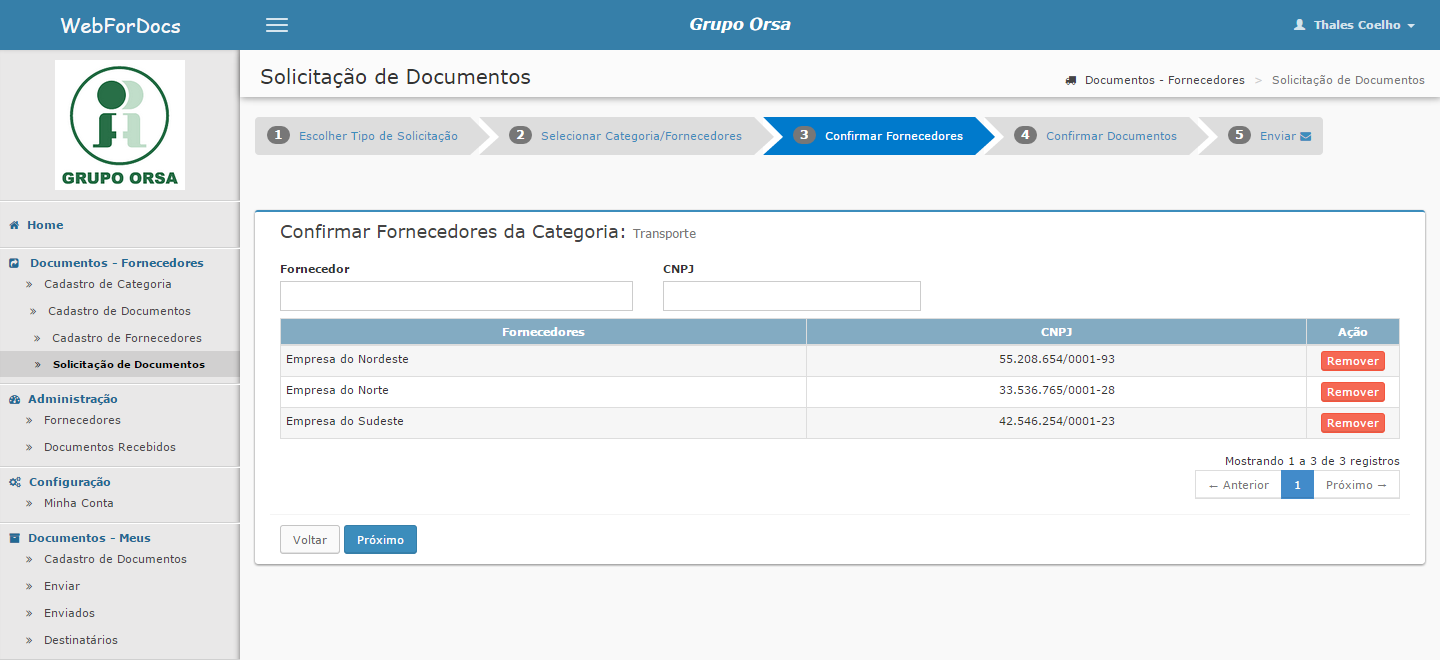 WebForDocs
Grupo Orsa
Thales Coelho
GRUPO ORSA
Home
Documentos - Fornecedores
» Cadastro de Categoria
» Cadastro de Documentos
» Cadastro de Fornecedores
» Solicitação de Documentos
Administração
» Fornecedores
» Documentos Recebidos
Configuração
» Minha Conta
Documentos - Meus
» Cadastro de Documentos
» Enviar
» Enviados
» Destinatários
Solicitação de Documentos
Documentos - Fornecedores > Solicitação de Documentos
1 Escolher Tipo de Solicitação 2 Selecionar Categoria/Fornecedores 3 Confirmar Fornecedores 4 Confirmar Documentos 5 Enviar
Confirmar Fornecedores da Categoria: Transporte
Fornecedor CNPJ
Fornecedores CNPJ Ação
Empresa do Nordeste 55.208.654/0001-93 Remover
Empresa do Norte 33.536.765/0001-28 Remover
Empresa do Sudeste 42.546.254/0001-23 Remover
Mostrando 1 a 3 de 3 registros
← Anterior 1 Próximo →
Voltar Próximo